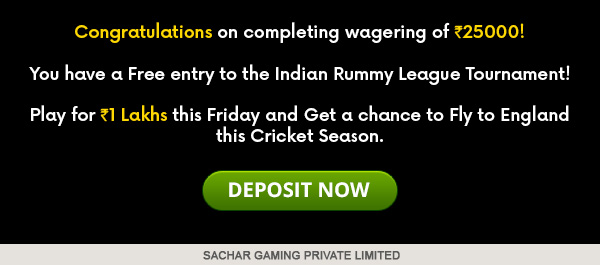 Congratulations on completing wagering of ₹25000!
You have a Free entry to the Indian Rummy League Tournament!
Play for ₹1 Lakhs this Friday and Get a chance to Fly to England
this Cricket Season.
DEPOSIT NOW
SACHAR GAMING PRIVATE LIMITED